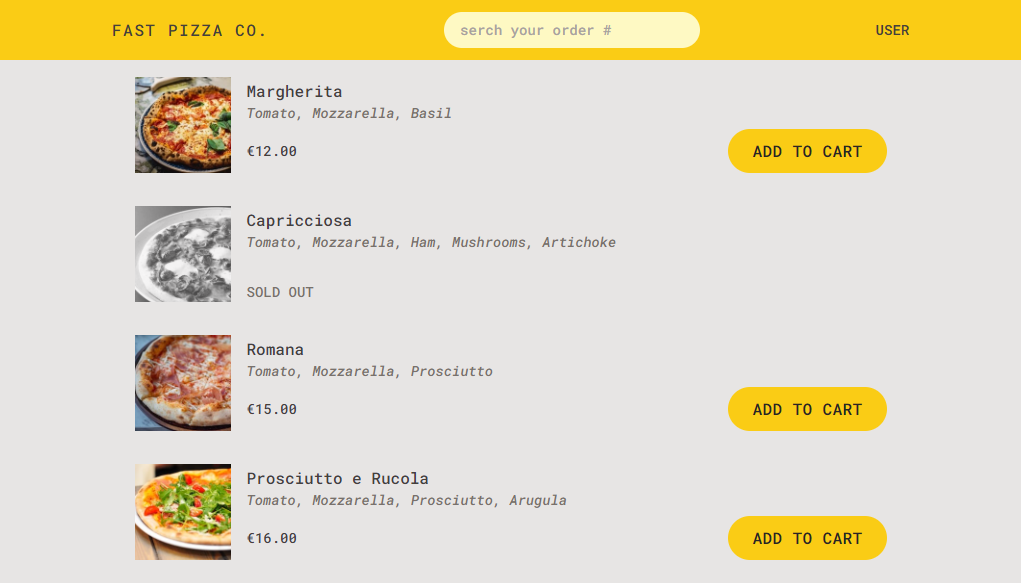 FAST PIZZA CO.
serch your order #
USER
Margherita
Tomato, Mozzarella, Basil
€12.00
ADD TO CART
Capricciosa
Tomato, Mozzarella, Ham, Mushrooms, Artichoke
SOLD OUT
Romana
Tomato, Mozzarella, Prosciutto
€15.00
ADD TO CART
Prosciutto e Rucola
Tomato, Mozzarella, Prosciutto, Arugula
€16.00
ADD TO CART